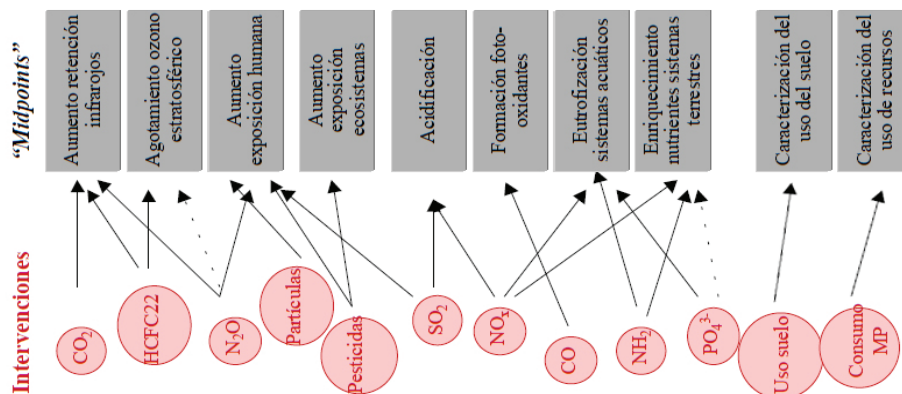 “Midpoints”
Aumento retención
infrarojos
Agotamiento ozono
estratosférico
Aumento
exposición humana
Aumento
exposición
ecosistemas
Acidificación
Formación foto-
oxidantes
Eutrofización
sistemas acuáticos
Enriquecimiento
nutrientes sistemas
terrestres
Caracterización del
uso del suelo
Caracterización del
uso de recursos
Intervenciones
CO2
HCFC22
N2O
Partículas
Pesticidas
SO2
NOx
CO
NH2
PO4 3-
Uso suelo
Consumo
MP